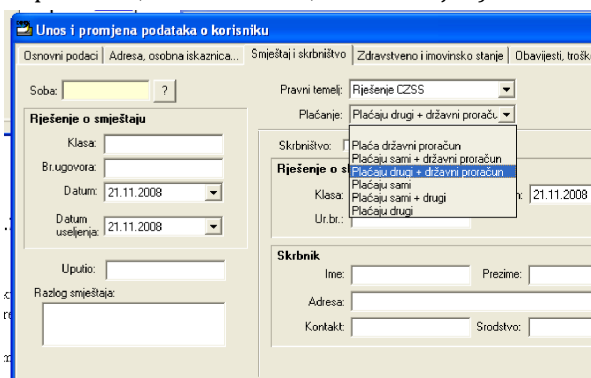 Unos i promjena podataka o korisniku
Osnovni podaci
Adresa, osobna iskaznica...
Smještaj i skrbništvo
Zdravstveno i imovinsko stanje
Obavijesti, trošk
Soba:
?
Rješenje o smještaju
Klasa:
Br.ugovora:
Datum: 21.11.2008
Datum
useljenja: 21.11.2008
Uputio:
Razlog smještaja:
Pravni temelj: Rješenje CZSS
Plaćanje: Plaćaju drugi + državni proraču
Plaća državni proračun
Plaćaju sami + državni proračun
Plaćaju drugi + državni proračun
Plaćaju sami
Plaćaju sami + drugi
Plaćaju drugi
Skrbništvo:
Rješenje o s
Klasa:
21.11.2008
Ur.br.:
Skrbnik
Ime:
Prezime:
Adresa:
Kontakt:
Srodstvo: